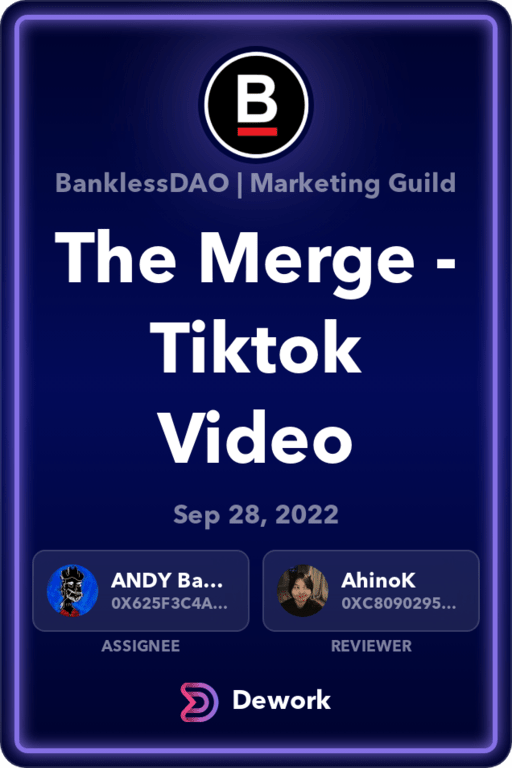 B
BanklessDAO | Marketing Guild
The Merge -
Tiktok
Video
Sep 28, 2022
ANDY Ba...
0X625F3C4A...
AhinoK
0XC8090295...
ASSIGNEE
REVIEWER
Dework